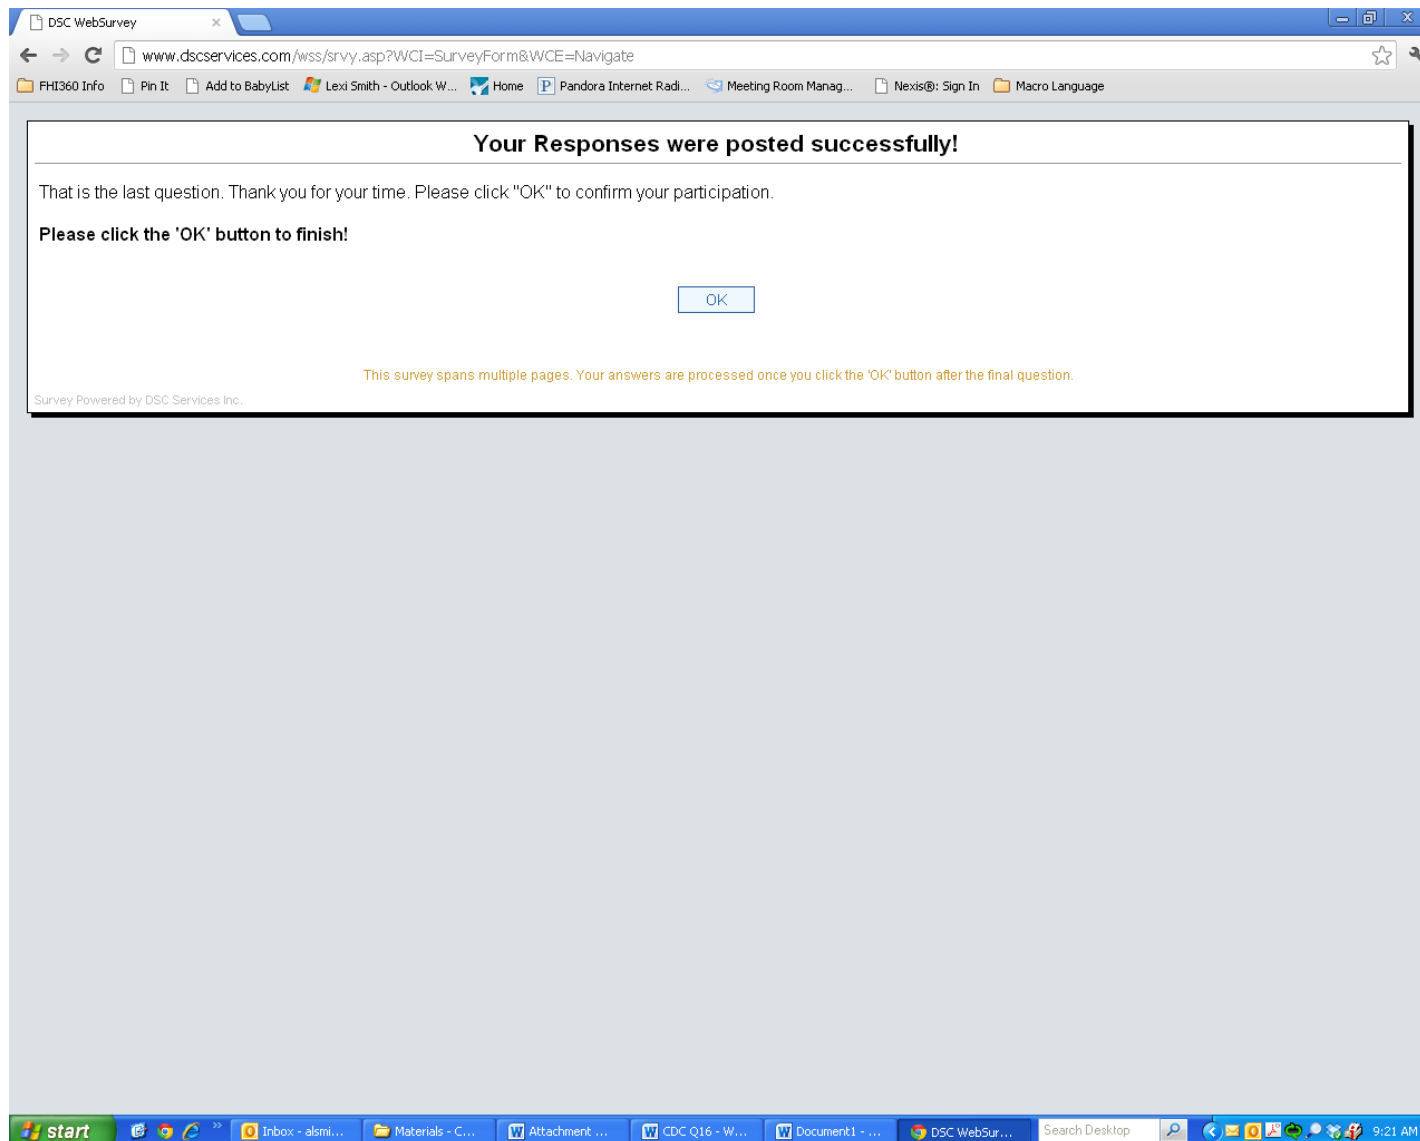 DSC WebSurvey
www.dscservices.com/wss/srvy.asp?WCI=SurveyForm&WCE=Navigate
FHI360 Info Pin It Add to BabyList Lexi Smith - Outlook W... Home Pandora Internet Radi... Meeting Room Manag... Nexis®: Sign In Macro Language
Your Responses were posted successfully!
That is the last question. Thank you for your time. Please click "OK" to confirm your participation.
Please click the 'OK' button to finish!
OK
This survey spans multiple pages. Your answers are processed once you click the 'OK' button after the final question.
Survey Powered by DSC Services Inc.
start Inbox - alsmi... Materials - C... Attachment ... CDC Q16 - W... Document1 - ... DSC WebSur... Search Desktop 9:21 AM